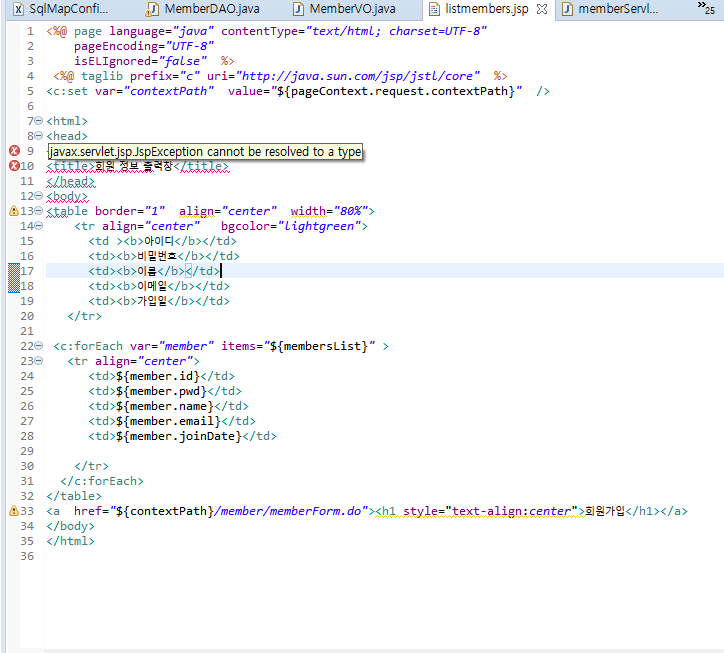 SqlMapConfi... MemberDAO.java MemberVO.java listmembers.jsp memberServl... »25
1 <%@ page language="java" contentType="text/html; charset=UTF-8"
2 pageEncoding="UTF-8"
3 isELIgnored="false" %>
4 <%@ taglib prefix="c" uri="http://java.sun.com/jsp/jstl/core" %>
5 <c:set var="contextPath" value="${pageContext.request.contextPath}" />
6
7 <html>
8 <head>
9 javax.servlet.jsp.JspException cannot be resolved to a type
10 <title>회원 정보 출력창</title>
11 </head>
12 <body>
13 <table border="1" align="center" width="80%">
14 <tr align="center" bgcolor="lightgreen">
15 <td ><b>아이디</b></td>
16 <td><b>비밀번호</b></td>
17 <td><b>이름</b></td>
18 <td><b>이메일</b></td>
19 <td><b>가입일</b></td>
20 </tr>
21
22 <c:forEach var="member" items="${membersList}" >
23 <tr align="center">
24 <td>${member.id}</td>
25 <td>${member.pwd}</td>
26 <td>${member.name}</td>
27 <td>${member.email}</td>
28 <td>${member.joinDate}</td>
29
30 </tr>
31 </c:forEach>
32 </table>
33 <a href="${contextPath}/member/memberForm.do"><h1 style="text-align:center">회원가입</h1></a>
34 </body>
35 </html>
36